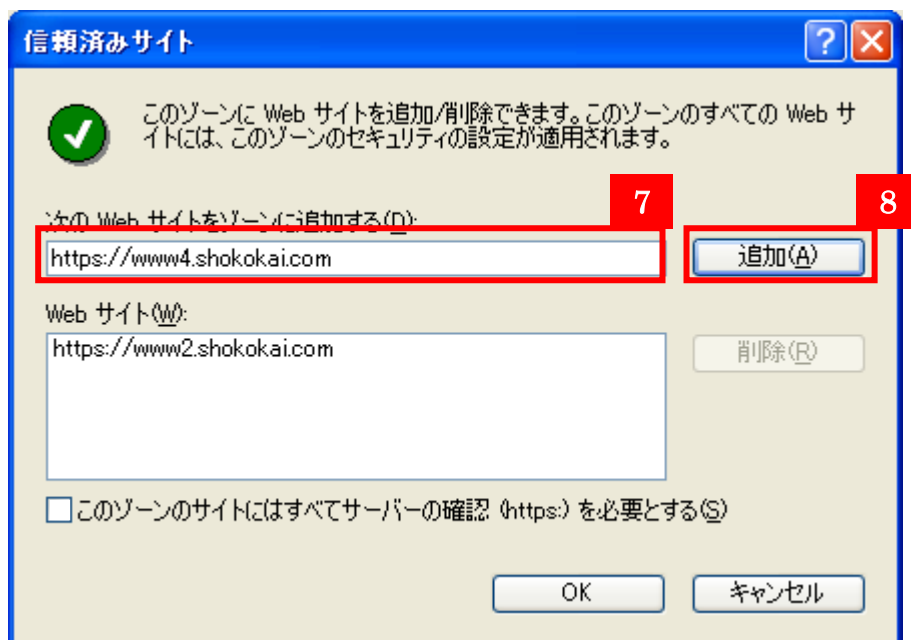 信頼済みサイト
このゾーンに Web サイトを追加/削除できます。このゾーンのすべての Web サ
イトには、このゾーンのセキュリティの設定が適用されます。
7
8
次の Web サイトをゾーンに追加する(D):
https://www4.shokokai.com
追加(A)
Web サイト(W):
https://www2.shokokai.com
削除(R)
このゾーンのサイトにはすべてサーバーの確認 (https:) を必要とする(S)
OK
キャンセル